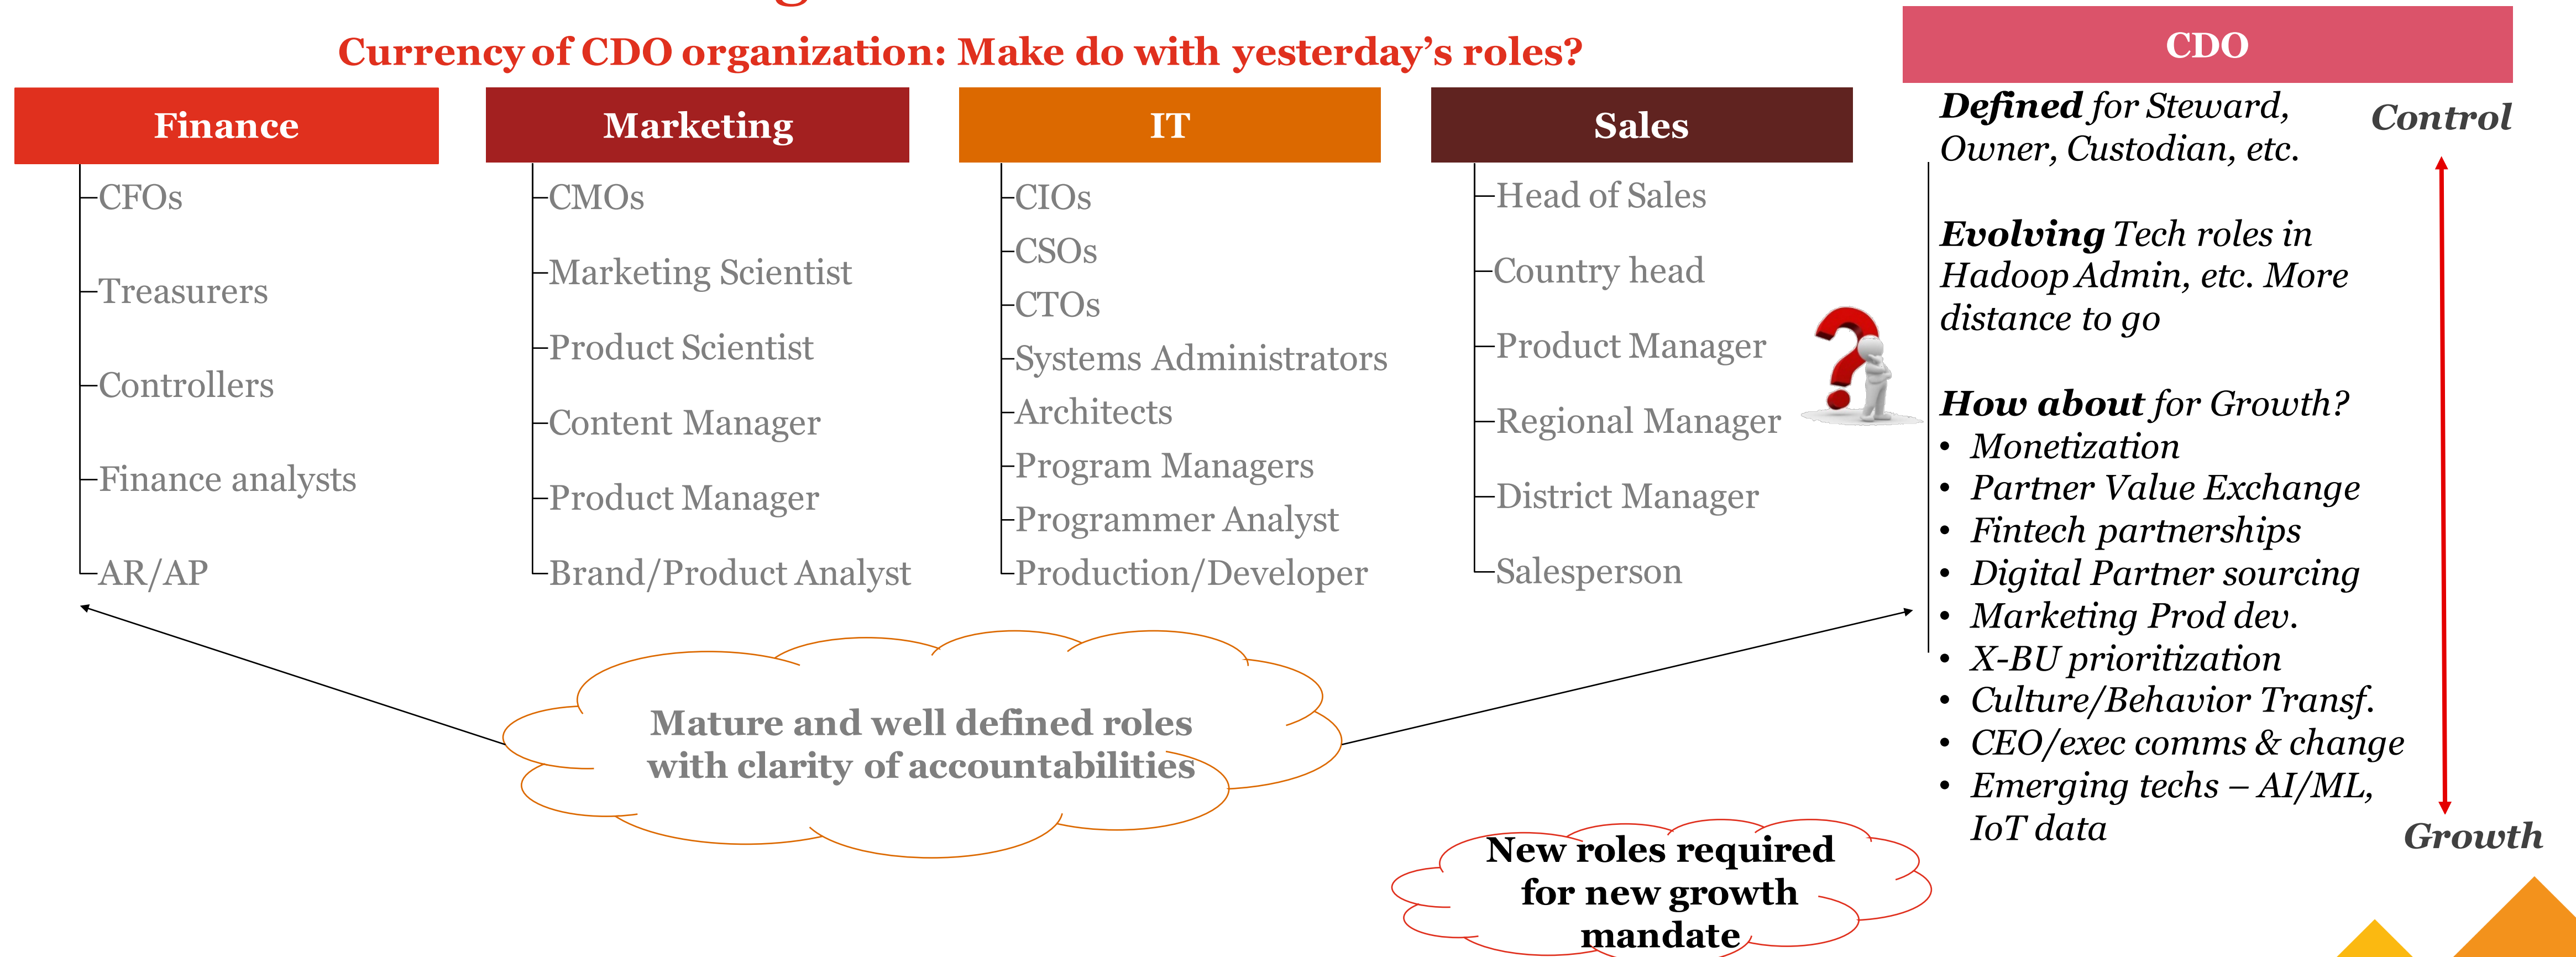 Currency of CDO organization: Make do with yesterday's roles?
Finance
CFOs
Treasurers
Controllers
Finance analysts
AR/AP
Marketing
CMOs
Marketing Scientist
Product Scientist
Content Manager
Product Manager
Brand/Product Analyst
IT
CIOs
CSOs
CTOs
Systems Administrators
Architects
Program Managers
Programmer Analyst
Production/Developer
Sales
Head of Sales
Country head
Product Manager
Regional Manager
District Manager
Salesperson
?
CDO
Defined for Steward,
Owner, Custodian, etc.
Evolving Tech roles in
Hadoop Admin, etc. More
distance to go
How about for Growth?
• Monetization
• Partner Value Exchange
• Fintech partnerships
• Digital Partner sourcing
• Marketing Prod dev.
• X-BU prioritization
• Culture/Behavior Transf.
• CEO/exec comms & change
• Emerging techs – AI/ML,
IoT data
Control
Growth
Mature and well defined roles
with clarity of accountabilities
New roles required
for new growth
mandate